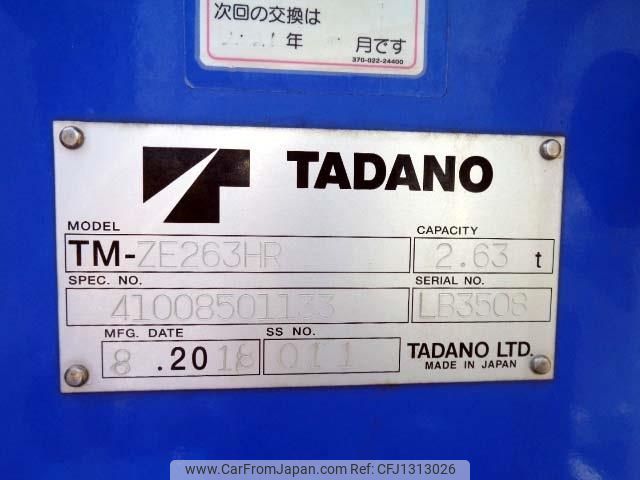 次回の交換は
年 月です
370-022-24400
TADANO
MODEL
CAPACITY
TM-ZE263HR
2.63 t
SPEC. NO.
SERIAL NO.
41008501133
LB3508
MFG. DATE
SS NO.
8 .2018
011
TADANO LTD.
MADE IN JAPAN
www.CarFromJapan.com - CFJ1313026